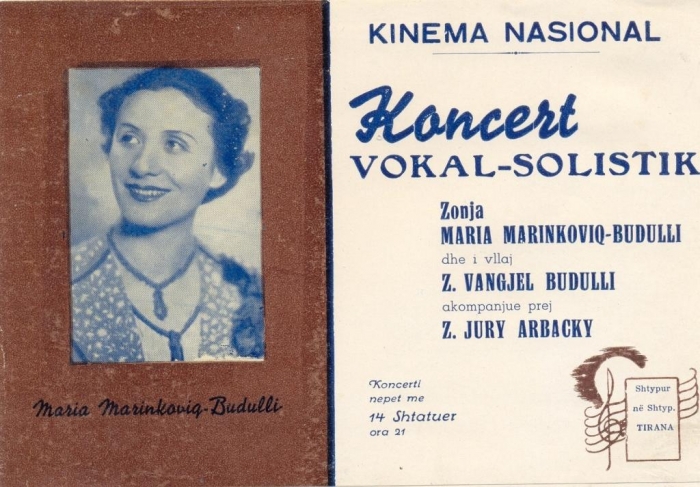 Maria Marinkoviq-Budulli
KINEMA NASIONAL
Koncert
VOKAL-SOLISTIK
Zonja
MARIA MARINKOVIQ-BUDULLI
dhe i vllaj
Z. VANGJEL BUDULLI
akompanjue prej
Z. JURY ARBACKY
Koncerti
nepet me
14 Shtatuer
ora 21
Shtypur
në Shtyp.
TIRANA